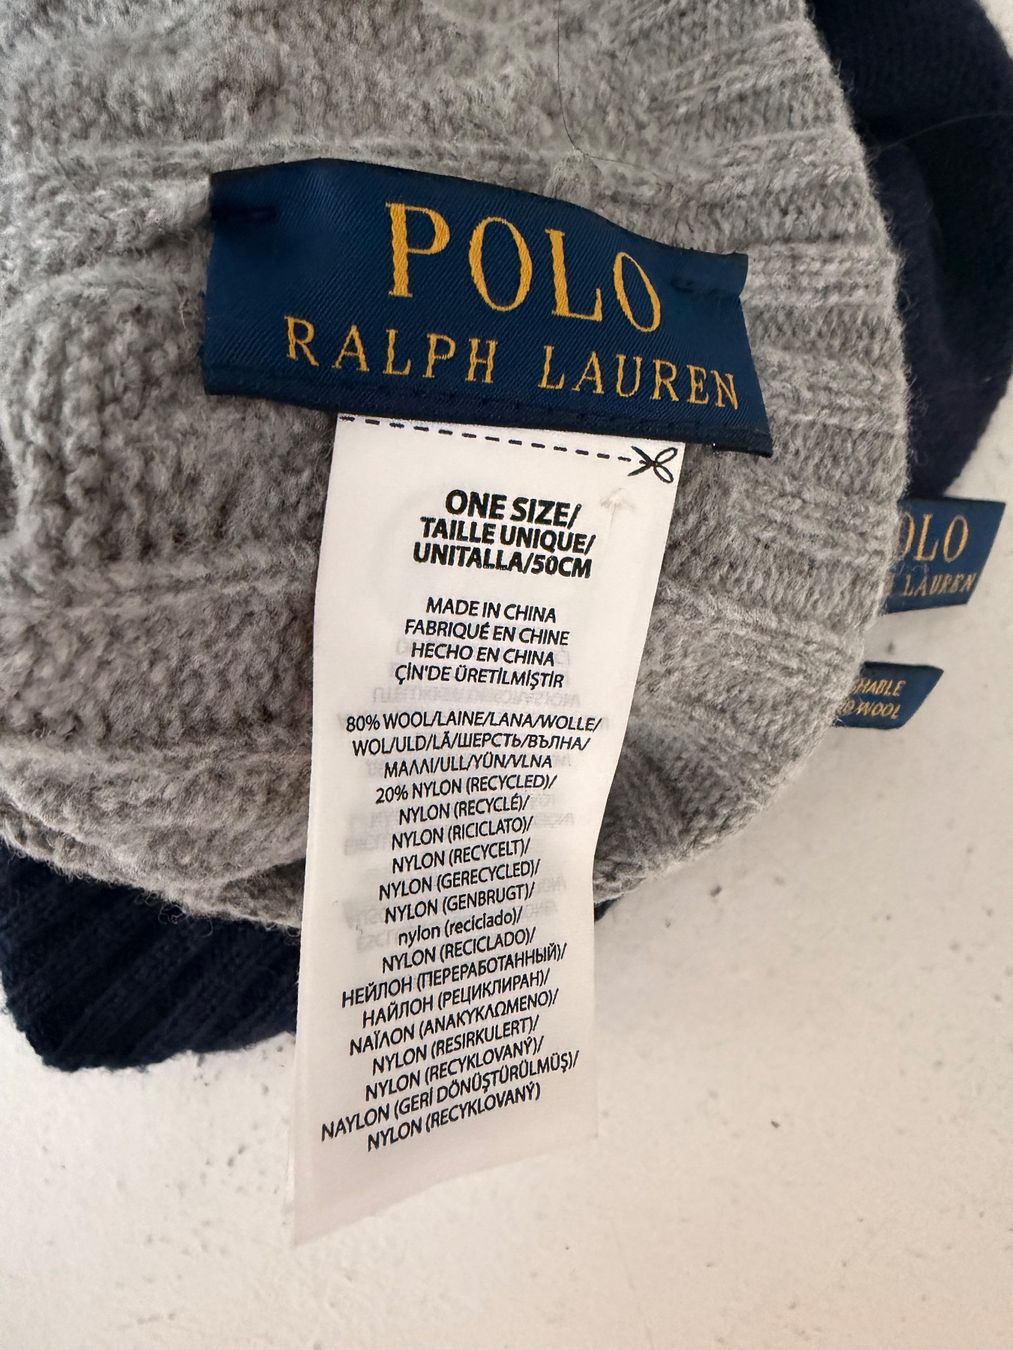 POLO
RALPH LAUREN
ONE SIZE/
TAILLE UNIQUE/
UNITALLA/50CM
MADE IN CHINA
FABRIQUÉ EN CHINE
HECHO EN CHINA
ÇİN'DE ÜRETİLMİŞTİR
80% WOOL/LAINE/LANA/WOLLE/
WOL/ULD/LÃ/ШЕРСТЬ/ВЪЛНА/
ΜΑΛΛΙ/ULL/YÜN/VLNA
20% NYLON (RECYCLED)/
NYLON (RECYCLÉ)/
NYLON (RICICLATO)/
NYLON (RECYCELT)/
NYLON (GERECYCLED)/
NYLON (GENBRUGT)/
nylon (reciclado)/
NYLON (RECICLADO)/
НЕЙЛОН (ПЕРЕРАБОТАННЫЙ)/
НАЙЛОН (РЕЦИКЛИРАН)/
ΝΑΪΛΟΝ (ΑΝΑΚΥΚΛΩΜΕΝΟ)/
NYLON (RESIRKULERT)/
NYLON (RECYKLOVANÝ)/
NAYLON (GERİ DÖNÜŞTÜRÜLMÜŞ)/
NYLON (RECYKLOVANÝ)
LAUREN
WOOL